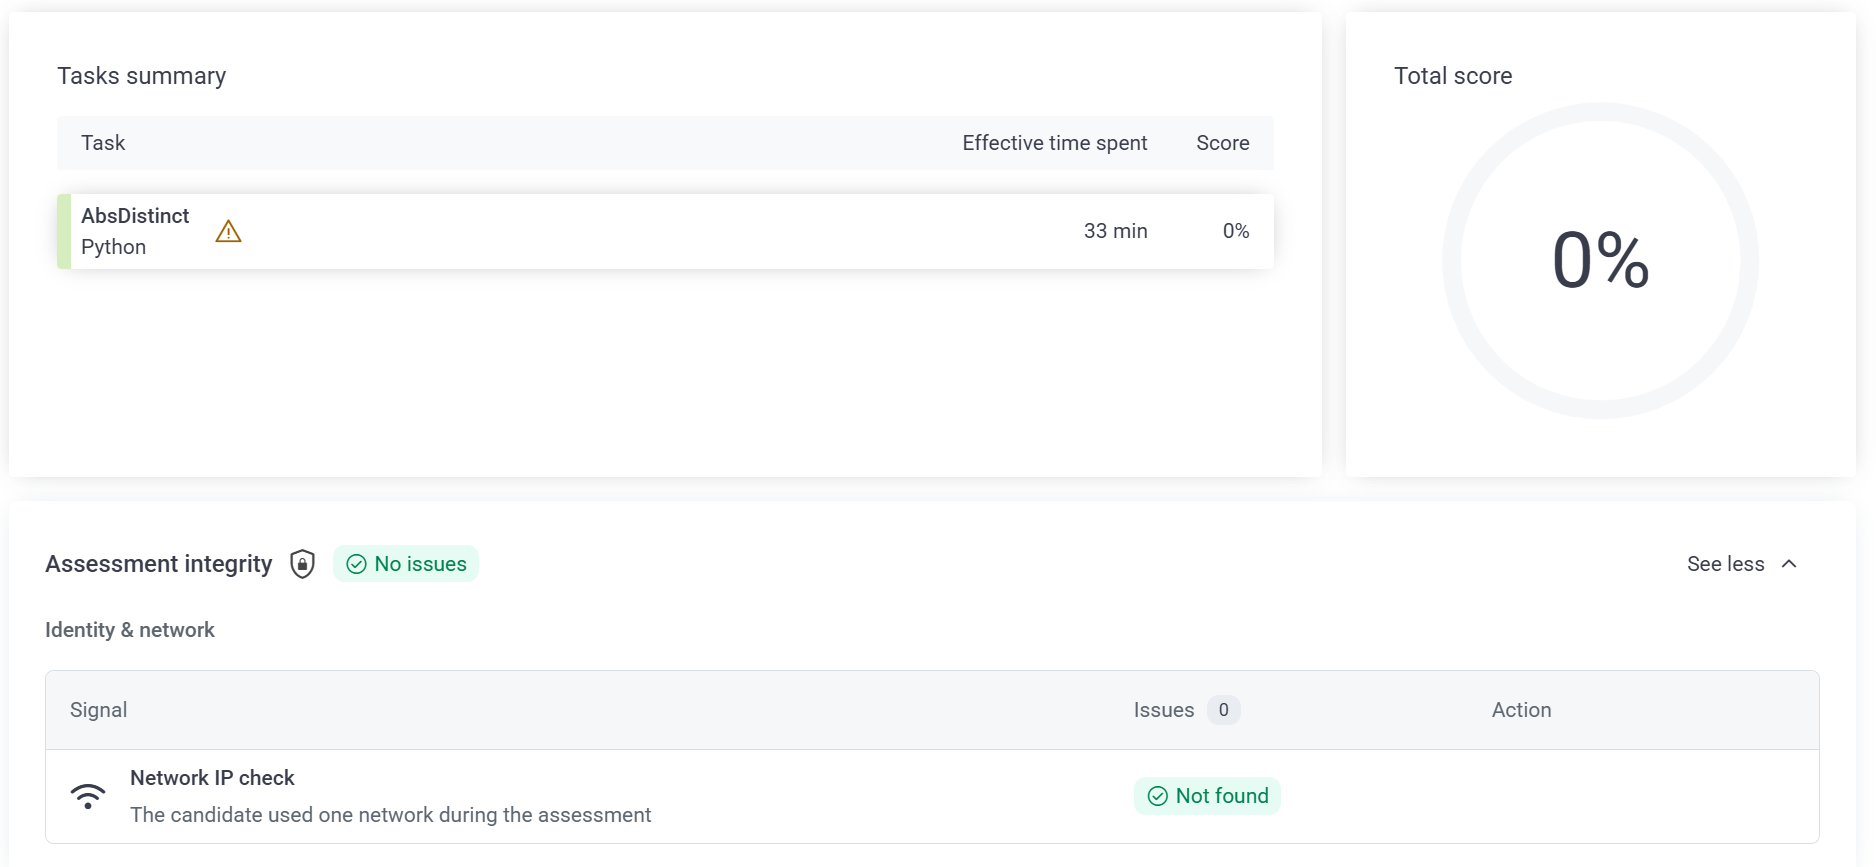 Tasks summary
Task Effective time spent Score
AbsDistinct
Python
33 min 0%
Total score
0%
Assessment integrity No issues See less
Identity & network
Signal Issues 0 Action
Network IP check
The candidate used one network during the assessment
Not found